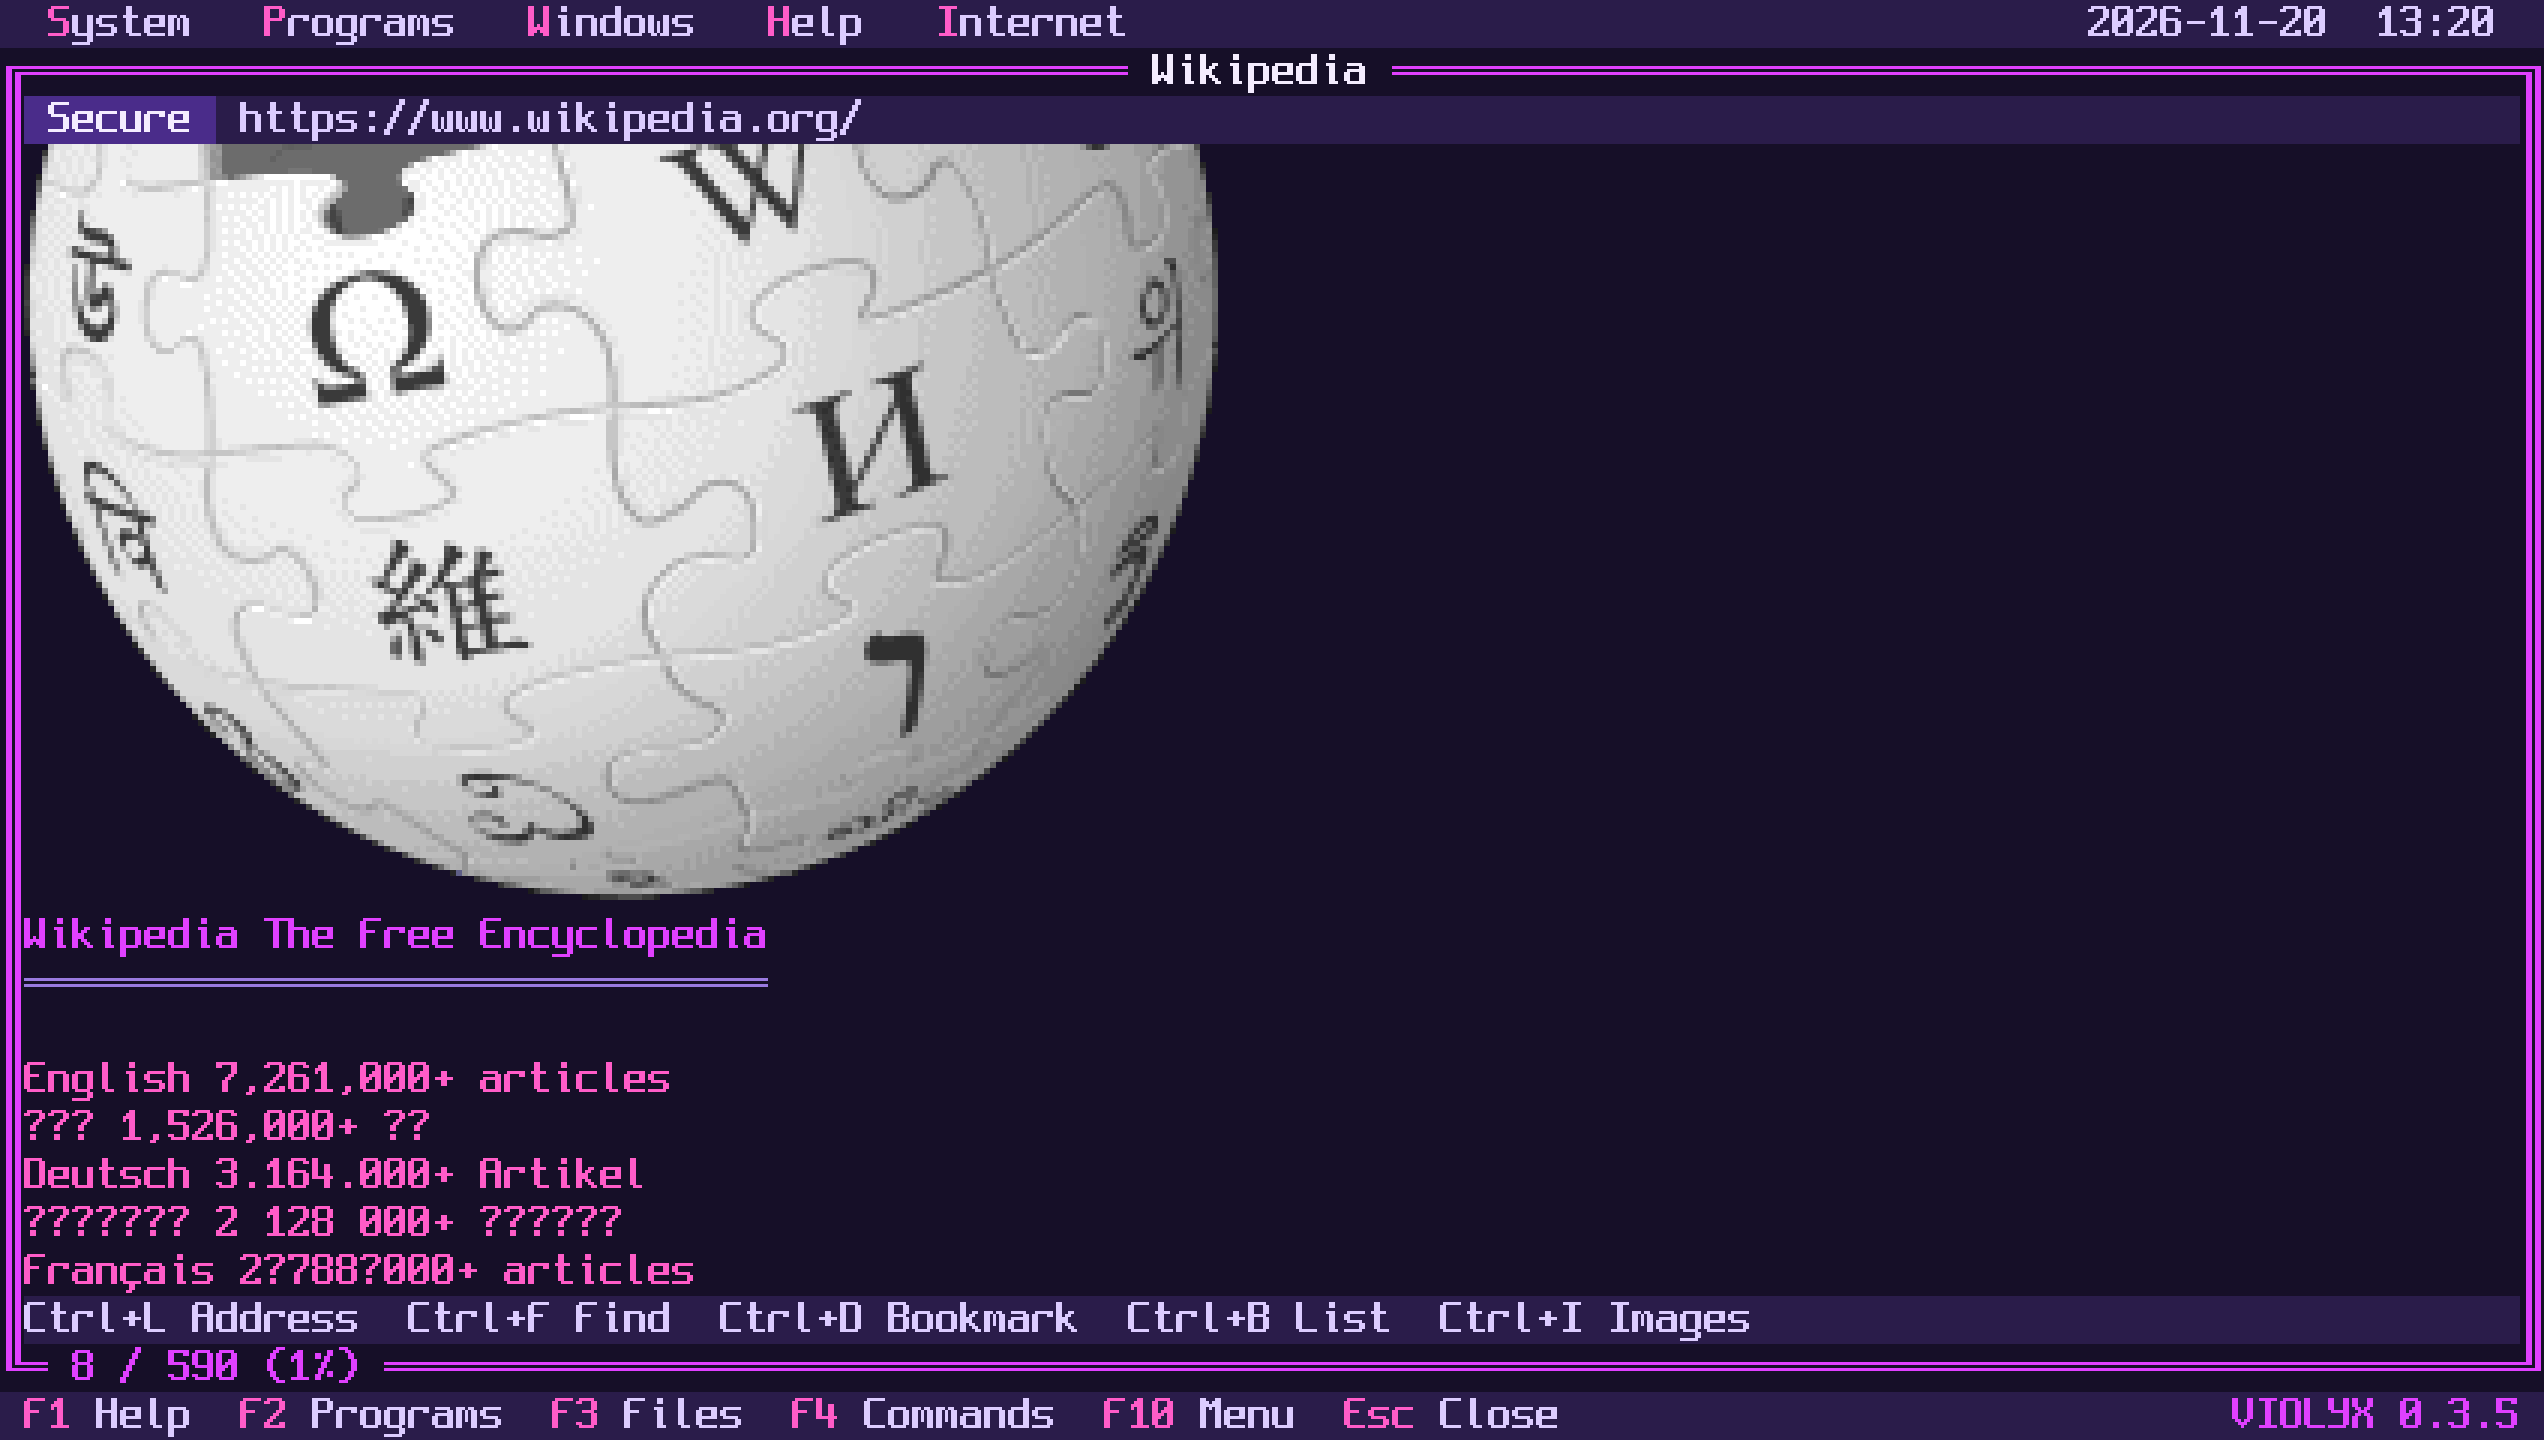 System Programs Windows Help Internet 2026-11-20 13:20
Wikipedia
Secure https://www.wikipedia.org/
W
Ω
И
維
Wikipedia The Free Encyclopedia
English 7,261,000+ articles
??? 1,526,000+ ??
Deutsch 3.164.000+ Artikel
??????? 2 128 000+ ??????
Français 2?788?000+ articles
Ctrl+L Address Ctrl+F Find Ctrl+D Bookmark Ctrl+B List Ctrl+I Images
8 / 590 (1%)
F1 Help F2 Programs F3 Files F4 Commands F10 Menu Esc Close VIOLYX 0.3.5